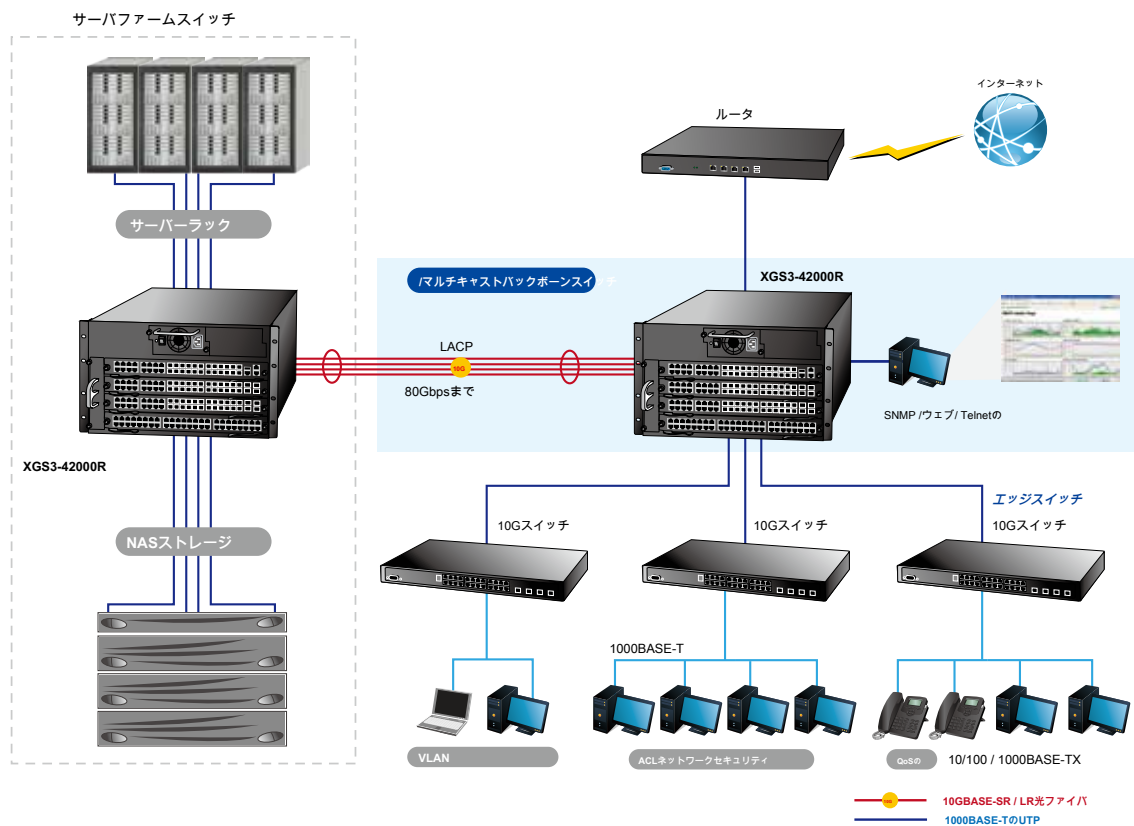 サーバファームスイッチ
インターネット
ルータ
サーバーラック
/マルチキャストバックボーンスイッチ
XGS3-42000R
LACP
10G
80Gbpsまで
SNMP /ウェブ/ Telnetの
XGS3-42000R
エッジスイッチ
10Gスイッチ
10Gスイッチ
10Gスイッチ
NASストレージ
1000BASE-T
VLAN
ACLネットワークセキュリティ
QoSの
10/100 / 1000BASE-TX
10G
10GBASE-SR / LR光ファイバ
1000BASE-TのUTP